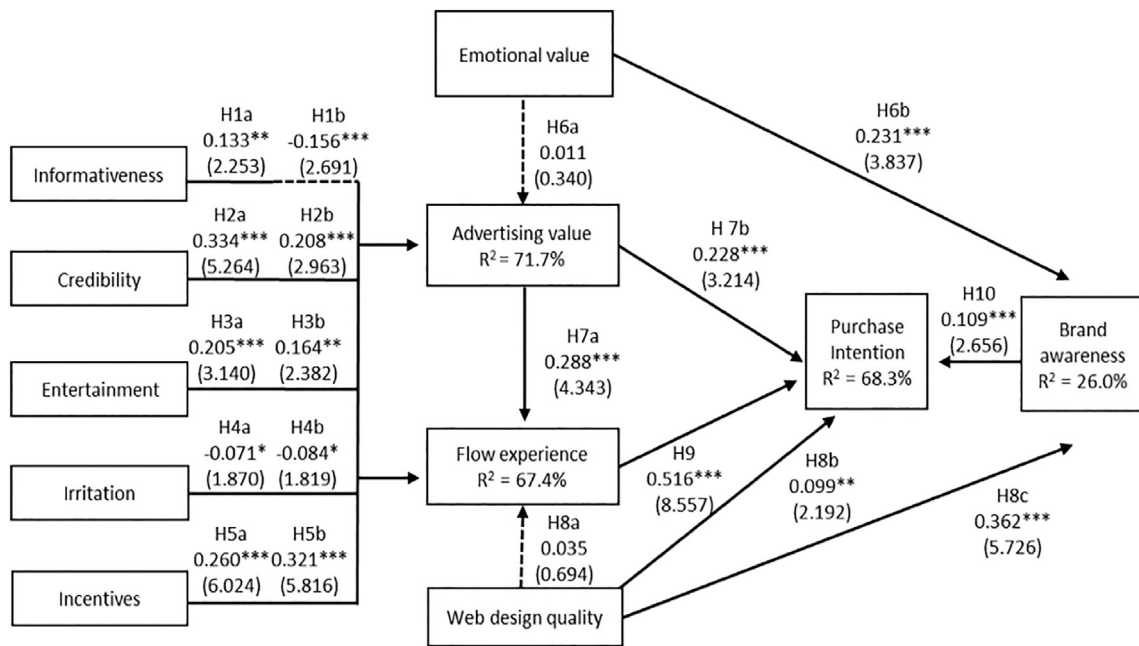 Emotional value
H6a
0.011
(0.340)
H6b
0.231***
(3.837)
H1a H1b
0.133** -0.156***
(2.253) (2.691)
Informativeness
H2a H2b
0.334*** 0.208***
(5.264) (2.963)
Credibility
H3a H3b
0.205*** 0.164**
(3.140) (2.382)
Entertainment
H4a H4b
-0.071* -0.084*
(1.870) (1.819)
Irritation
H5a H5b
0.260*** 0.321***
(6.024) (5.816)
Incentives
Advertising value
R² = 71.7%
H 7b
0.228***
(3.214)
H7a
0.288***
(4.343)
Purchase
Intention
R² = 68.3%
H10
0.109***
(2.656)
Brand
awareness
R² = 26.0%
Flow experience
R² = 67.4%
H9
0.516***
(8.557)
H8b
0.099**
(2.192)
H8c
0.362***
(5.726)
H8a
0.035
(0.694)
Web design quality